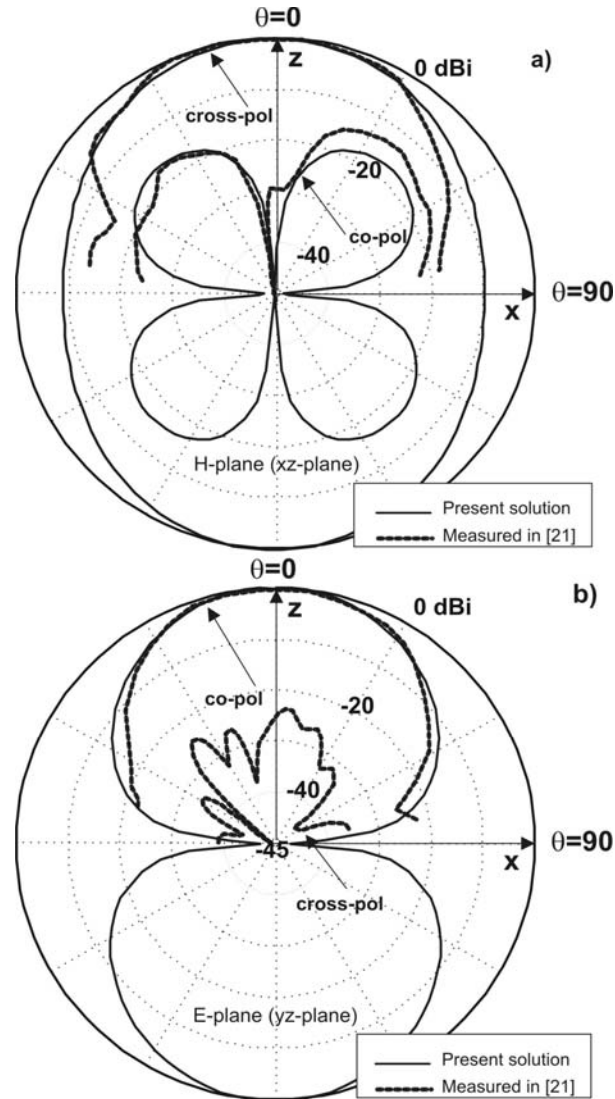 θ=0
z
0 dBi
a)
cross-pol
-20
co-pol
-40
x
θ=90
H-plane (xz-plane)
Present solution
Measured in [21]
θ=0
z
0 dBi
b)
co-pol
-20
-40
-45
x
θ=90
cross-pol
E-plane (yz-plane)
Present solution
Measured in [21]